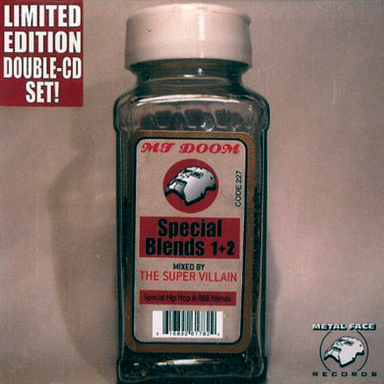 LIMITED
EDITION
DOUBLE-CD
SET!
MF DOOM
CODE 227
Special
Blends 1+2
MIXED BY
THE SUPER VILLAIN
Special Hip Hop & R&B blends
METAL FACE
RECORDS